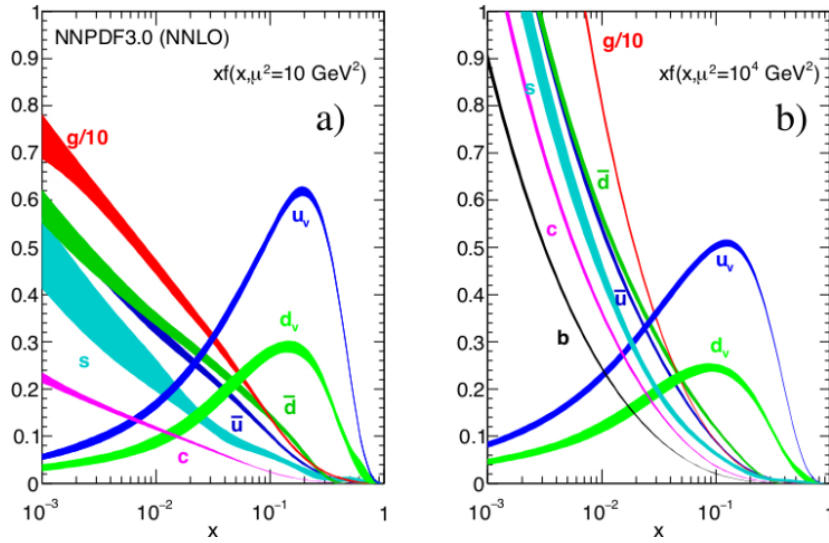 NNPDF3.0 (NNLO)
xf(x,μ²=10 GeV²)
a)
g/10
u_v
d_v
s
d̅
u̅
c
0.9
0.8
0.7
0.6
0.5
0.4
0.3
0.2
0.1
0
1
10⁻³
10⁻²
10⁻¹
1
x
g/10
xf(x,μ²=10⁴ GeV²)
b)
s
d̅
c
u_v
u̅
b
d_v
0.9
0.8
0.7
0.6
0.5
0.4
0.3
0.2
0.1
0
1
10⁻³
10⁻²
10⁻¹
1
x